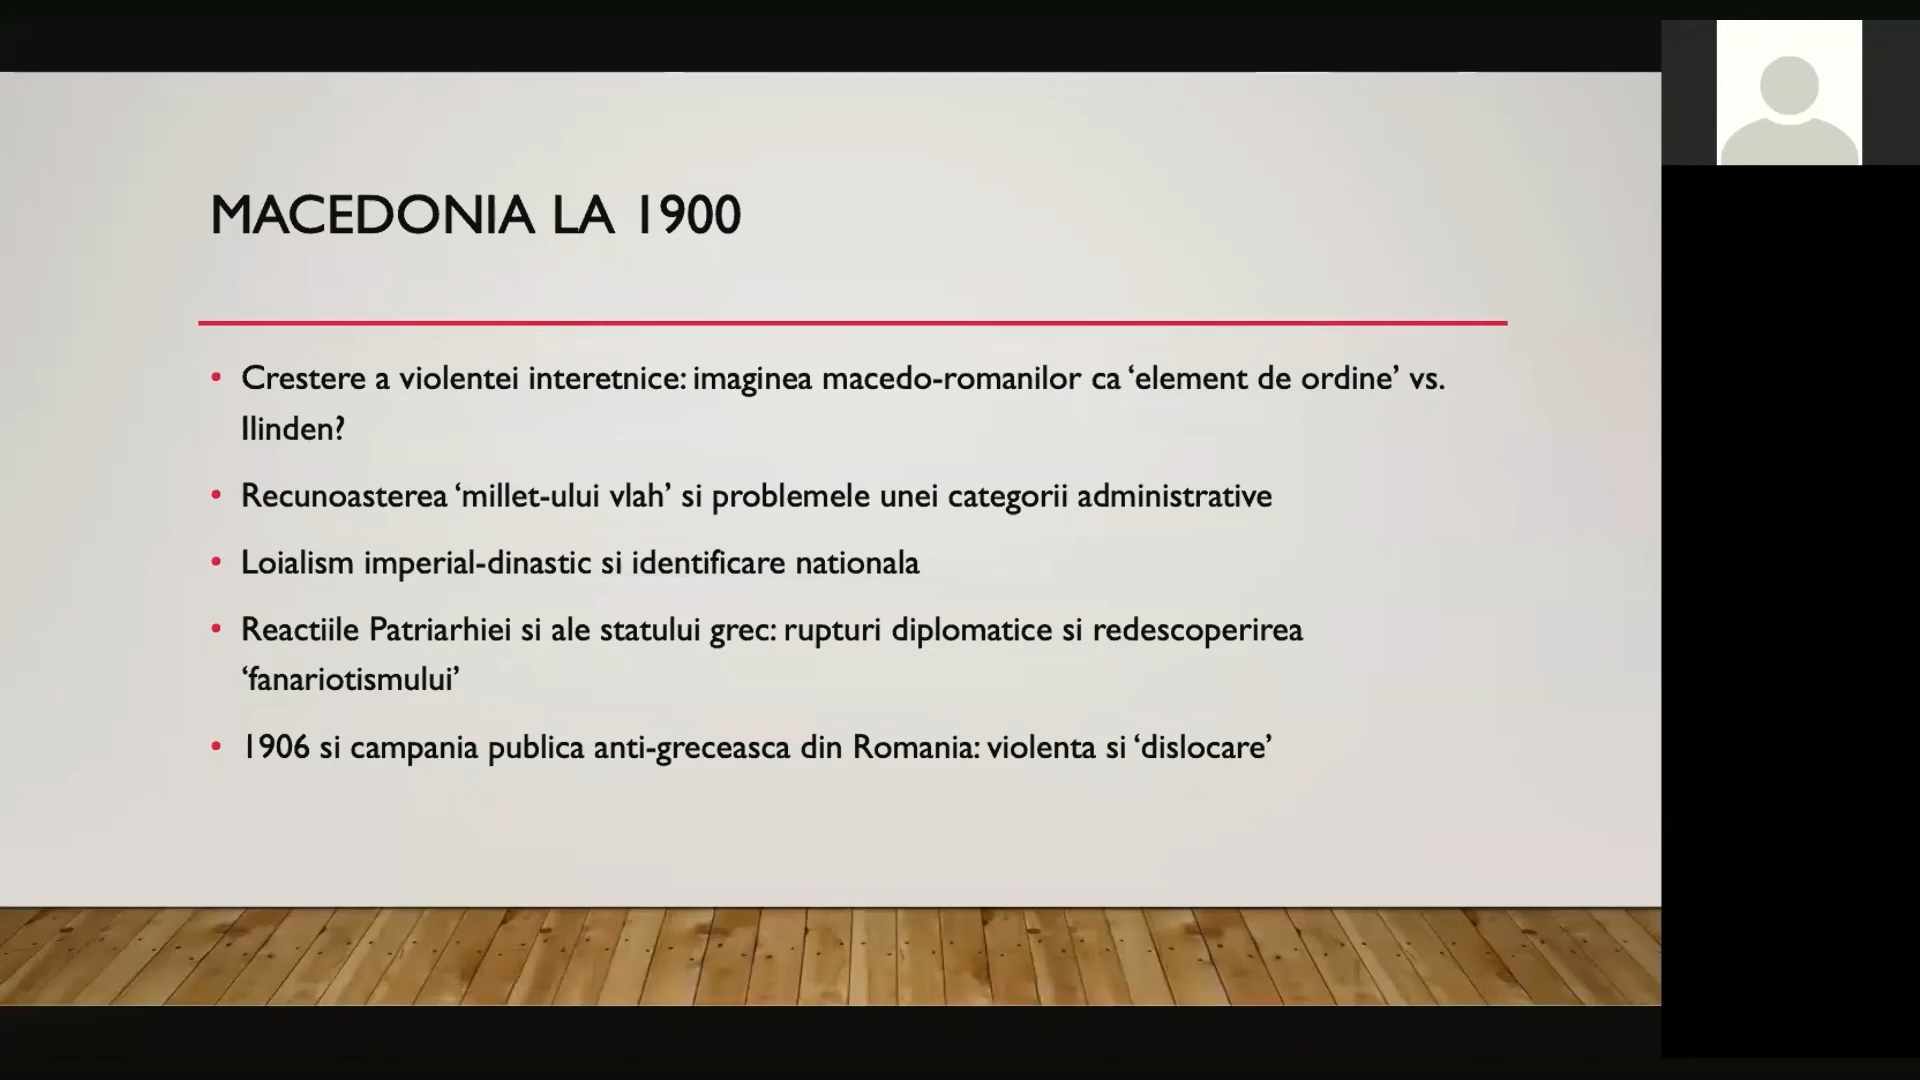 MACEDONIA LA 1900
• Crestere a violentei interetnice: imaginea macedo-romanilor ca ‘element de ordine’ vs.
Ilinden?
• Recunoasterea ‘millet-ului vlah’ si problemele unei categorii administrative
• Loialism imperial-dinastic si identificare nationala
• Reactiile Patriarhiei si ale statului grec: rupturi diplomatice si redescoperirea
‘fanariotismului’
• 1906 si campania publica anti-greceasca din Romania: violenta si ‘dislocare’